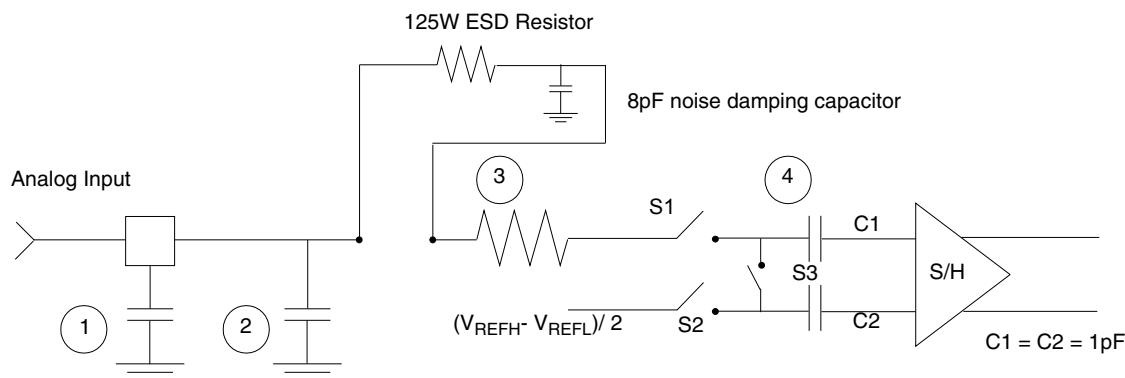 125W ESD Resistor
8pF noise damping capacitor
Analog Input
3
4
S1
C1
S3
S/H
1
2
(VREFH- VREFL)/ 2
S2
C2
C1 = C2 = 1pF